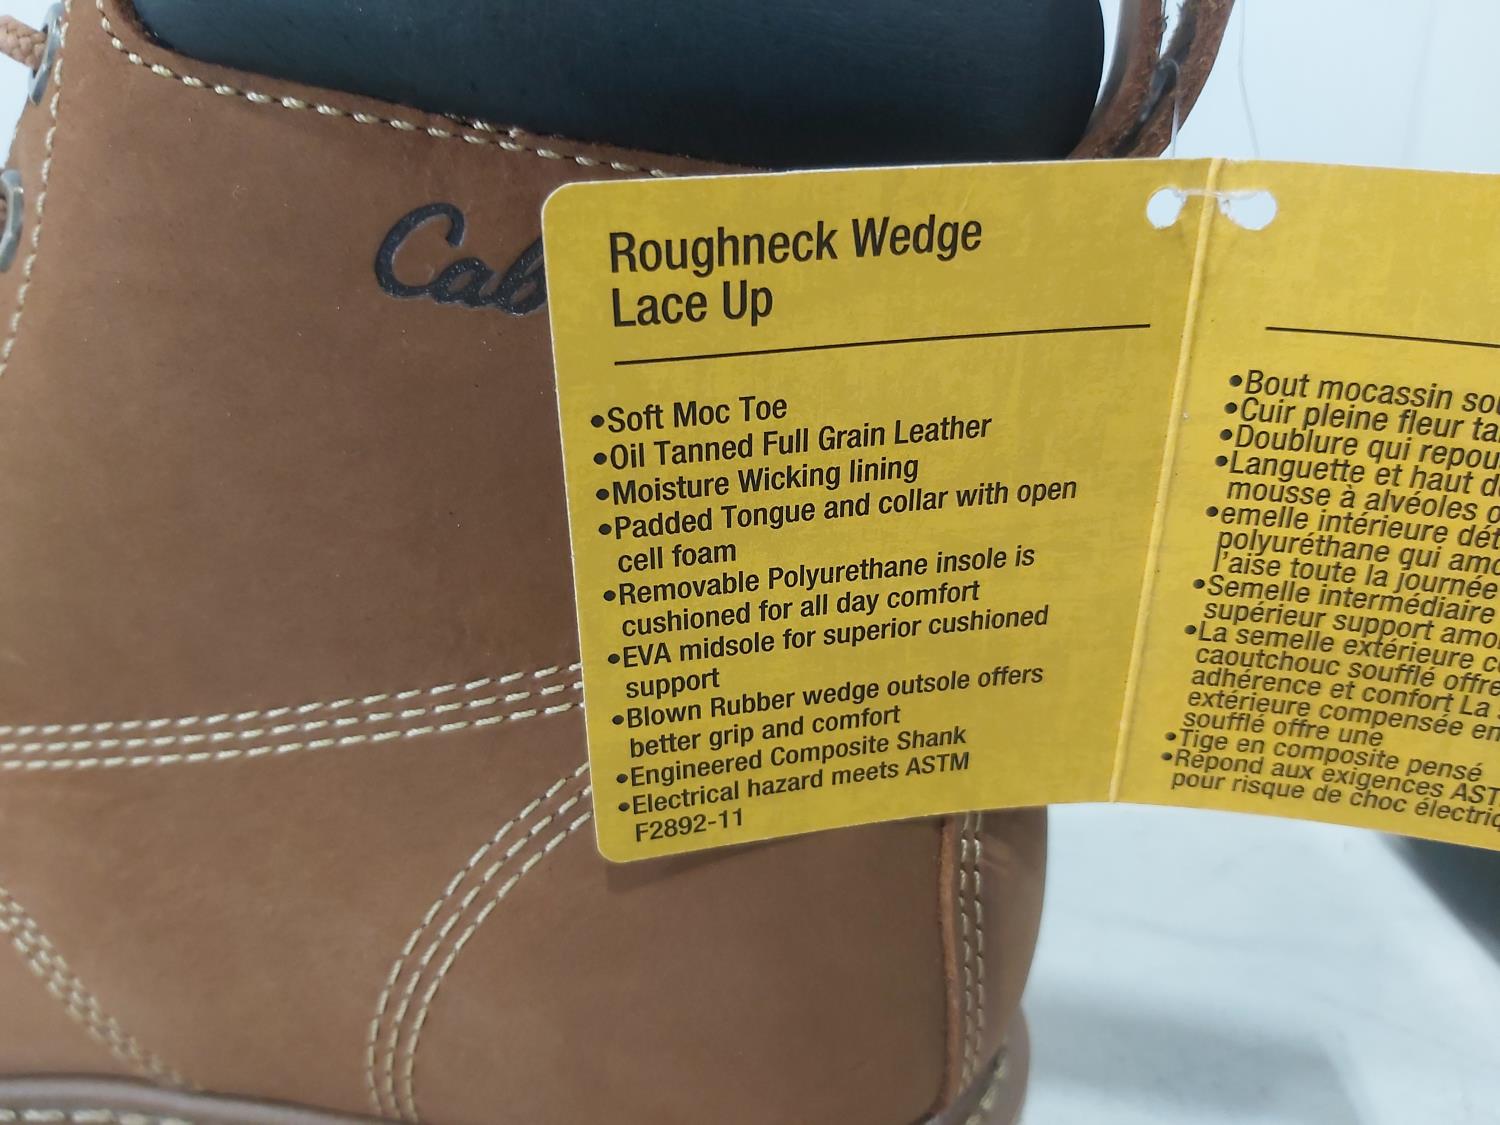 Cab
Roughneck Wedge
Lace Up
•Soft Moc Toe
•Oil Tanned Full Grain Leather
•Moisture Wicking lining
•Padded Tongue and collar with open
cell foam
•Removable Polyurethane insole is
cushioned for all day comfort
•EVA midsole for superior cushioned
support
•Blown Rubber wedge outsole offers
better grip and comfort
•Engineered Composite Shank
•Electrical hazard meets ASTM
F2892-11
•Bout mocassin
•Cuir pleine fleur
•Doublure qui
•Languette et haut
mousse à alvéoles
•emelle intérieure
polyuréthane qui
l'aise toute la journée
•Semelle intermédiaire
supérieur support
•La semelle extérieure
caoutchouc soufflé
adhérence et confort La
extérieure compensée en
soufflé offre une
•Tige en composite pensé
•Répond aux exigences
pour risque de choc